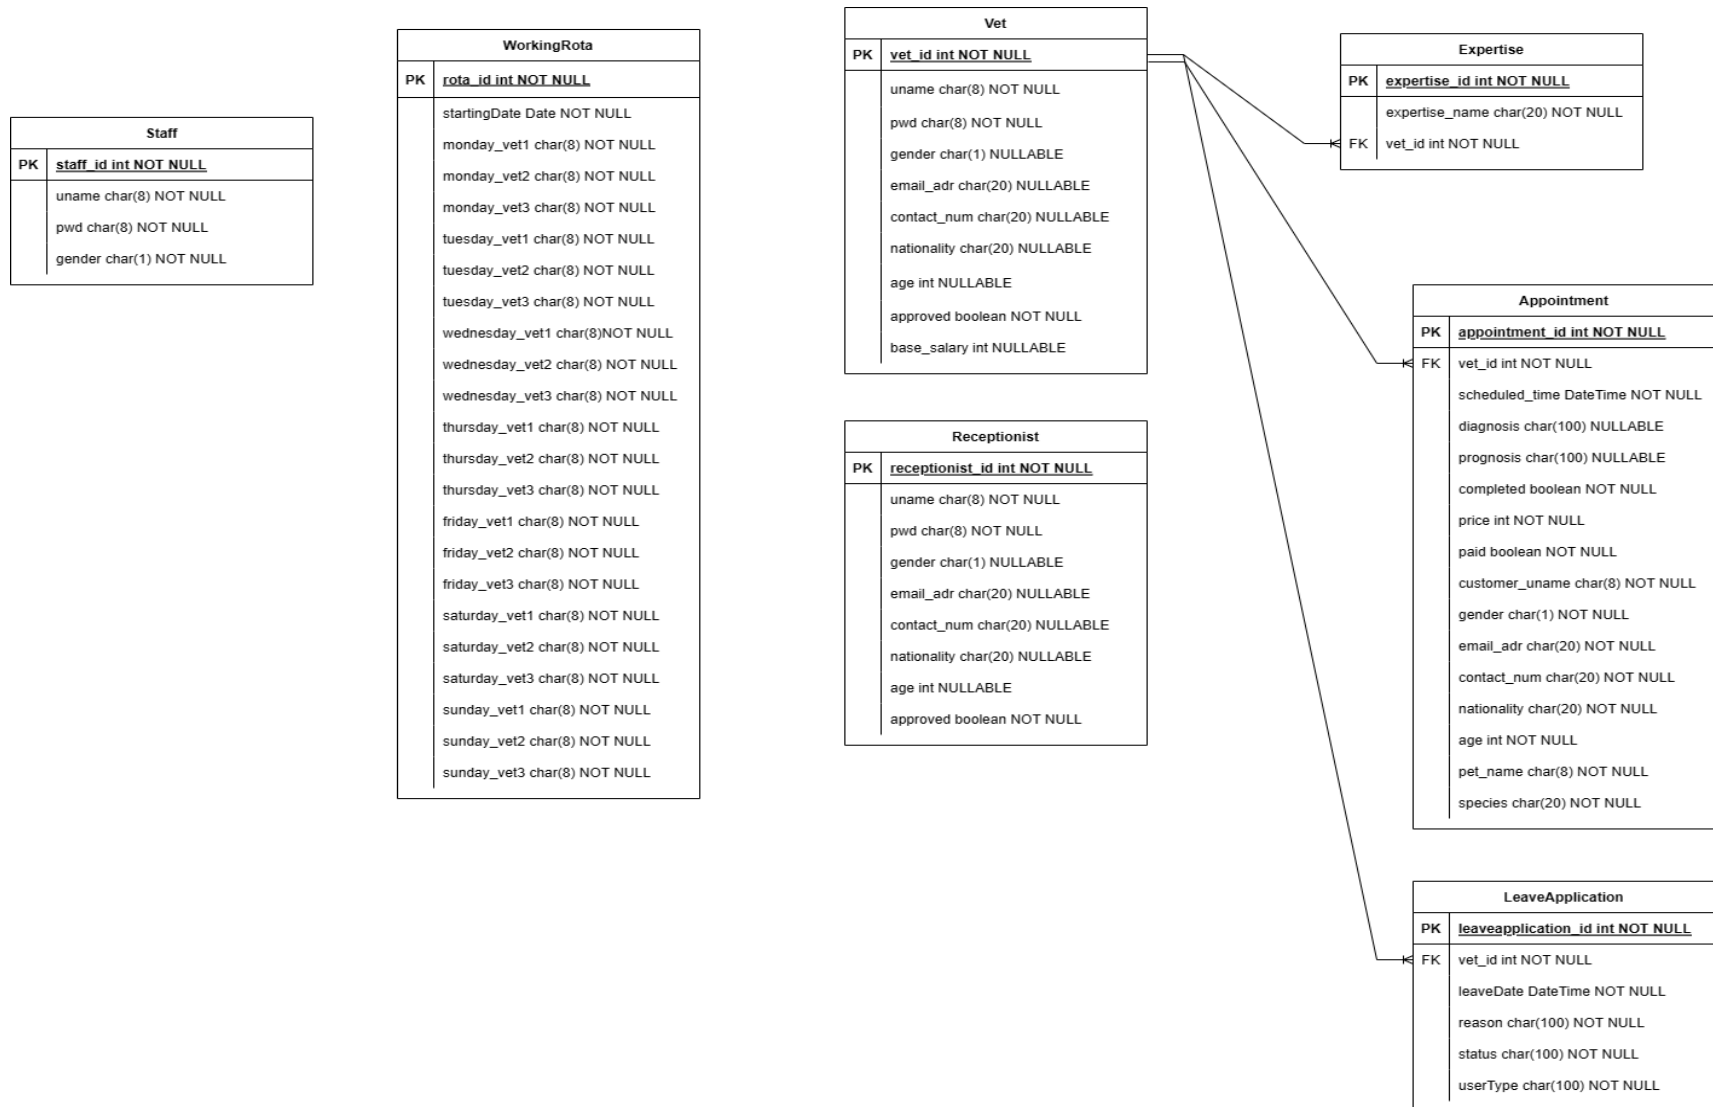 Staff
PK staff_id int NOT NULL
uname char(8) NOT NULL
pwd char(8) NOT NULL
gender char(1) NOT NULL
WorkingRota
PK rota_id int NOT NULL
startingDate Date NOT NULL
monday_vet1 char(8) NOT NULL
monday_vet2 char(8) NOT NULL
monday_vet3 char(8) NOT NULL
tuesday_vet1 char(8) NOT NULL
tuesday_vet2 char(8) NOT NULL
tuesday_vet3 char(8) NOT NULL
wednesday_vet1 char(8)NOT NULL
wednesday_vet2 char(8) NOT NULL
wednesday_vet3 char(8) NOT NULL
thursday_vet1 char(8) NOT NULL
thursday_vet2 char(8) NOT NULL
thursday_vet3 char(8) NOT NULL
friday_vet1 char(8) NOT NULL
friday_vet2 char(8) NOT NULL
friday_vet3 char(8) NOT NULL
saturday_vet1 char(8) NOT NULL
saturday_vet2 char(8) NOT NULL
saturday_vet3 char(8) NOT NULL
sunday_vet1 char(8) NOT NULL
sunday_vet2 char(8) NOT NULL
sunday_vet3 char(8) NOT NULL
Vet
PK vet_id int NOT NULL
uname char(8) NOT NULL
pwd char(8) NOT NULL
gender char(1) NULLABLE
email_adr char(20) NULLABLE
contact_num char(20) NULLABLE
nationality char(20) NULLABLE
age int NULLABLE
approved boolean NOT NULL
base_salary int NULLABLE
Receptionist
PK receptionist_id int NOT NULL
uname char(8) NOT NULL
pwd char(8) NOT NULL
gender char(1) NULLABLE
email_adr char(20) NULLABLE
contact_num char(20) NULLABLE
nationality char(20) NULLABLE
age int NULLABLE
approved boolean NOT NULL
Expertise
PK expertise_id int NOT NULL
expertise_name char(20) NOT NULL
FK vet_id int NOT NULL
Appointment
PK appointment_id int NOT NULL
FK vet_id int NOT NULL
scheduled_time DateTime NOT NULL
diagnosis char(100) NULLABLE
prognosis char(100) NULLABLE
completed boolean NOT NULL
price int NOT NULL
paid boolean NOT NULL
customer_uname char(8) NOT NULL
gender char(1) NOT NULL
email_adr char(20) NOT NULL
contact_num char(20) NOT NULL
nationality char(20) NOT NULL
age int NOT NULL
pet_name char(8) NOT NULL
species char(20) NOT NULL
LeaveApplication
PK leaveapplication_id int NOT NULL
FK vet_id int NOT NULL
leaveDate DateTime NOT NULL
reason char(100) NOT NULL
status char(100) NOT NULL
userType char(100) NOT NULL